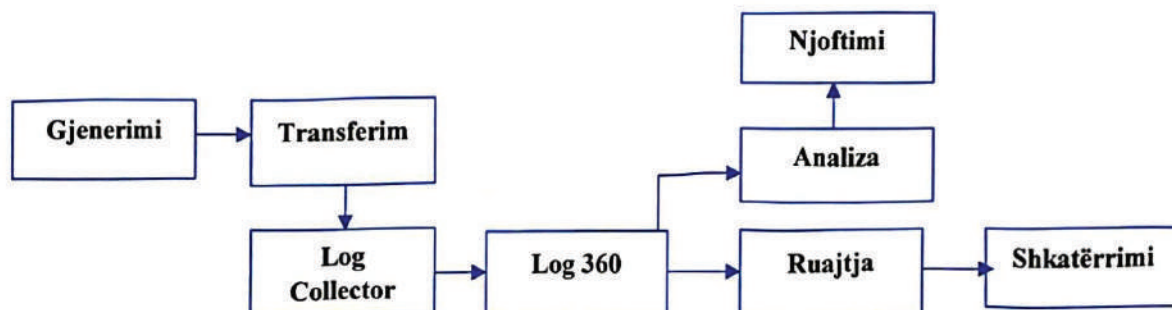 Njoftimi
Gjenerimi
Transferim
Analiza
Log
Collector
Log 360
Ruajtja
Shkatërrimi